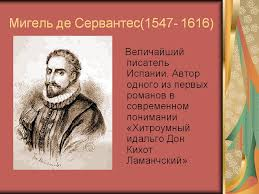 Мигель де Сервантес(1547- 1616)
Величайший
писатель
Испании. Автор
одного из первых
романов в
современном
понимании
«Хитроумный
идальго Дон
Кихот
Ламанчский»